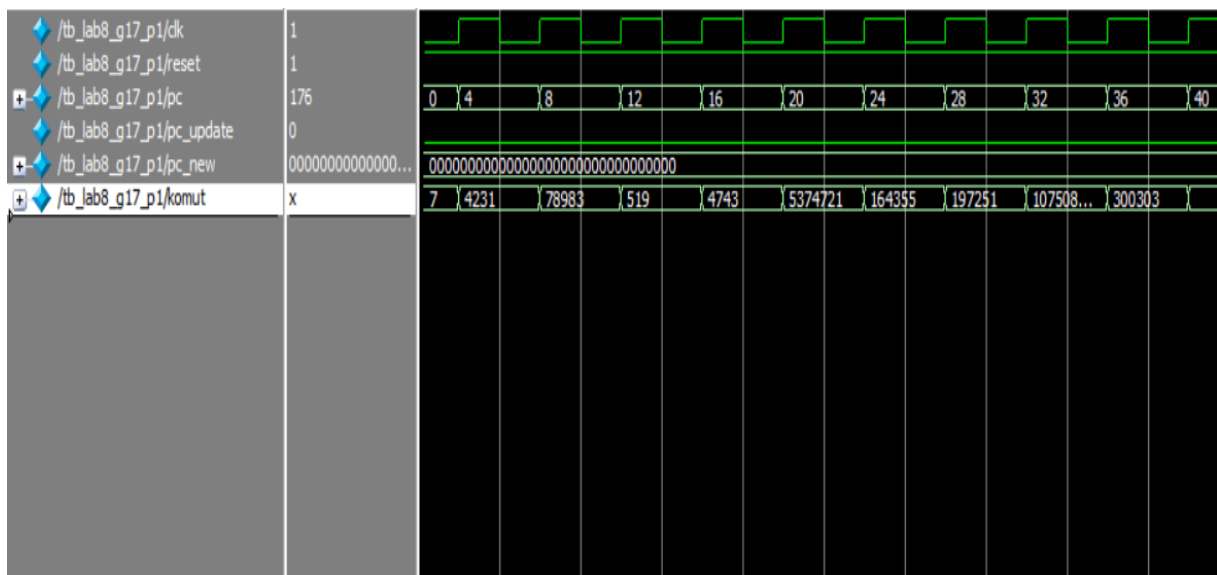 /tb_lab8_g17_p1/clk 1
/tb_lab8_g17_p1/reset 1
/tb_lab8_g17_p1/pc 176 0 4 8 12 16 20 24 28 32 36 40
/tb_lab8_g17_p1/pc_update 0
/tb_lab8_g17_p1/pc_new 00000000000000... 00000000000000000000000000000000
/tb_lab8_g17_p1/komut x 7 4231 78983 519 4743 5374721 164355 197251 107508... 300303